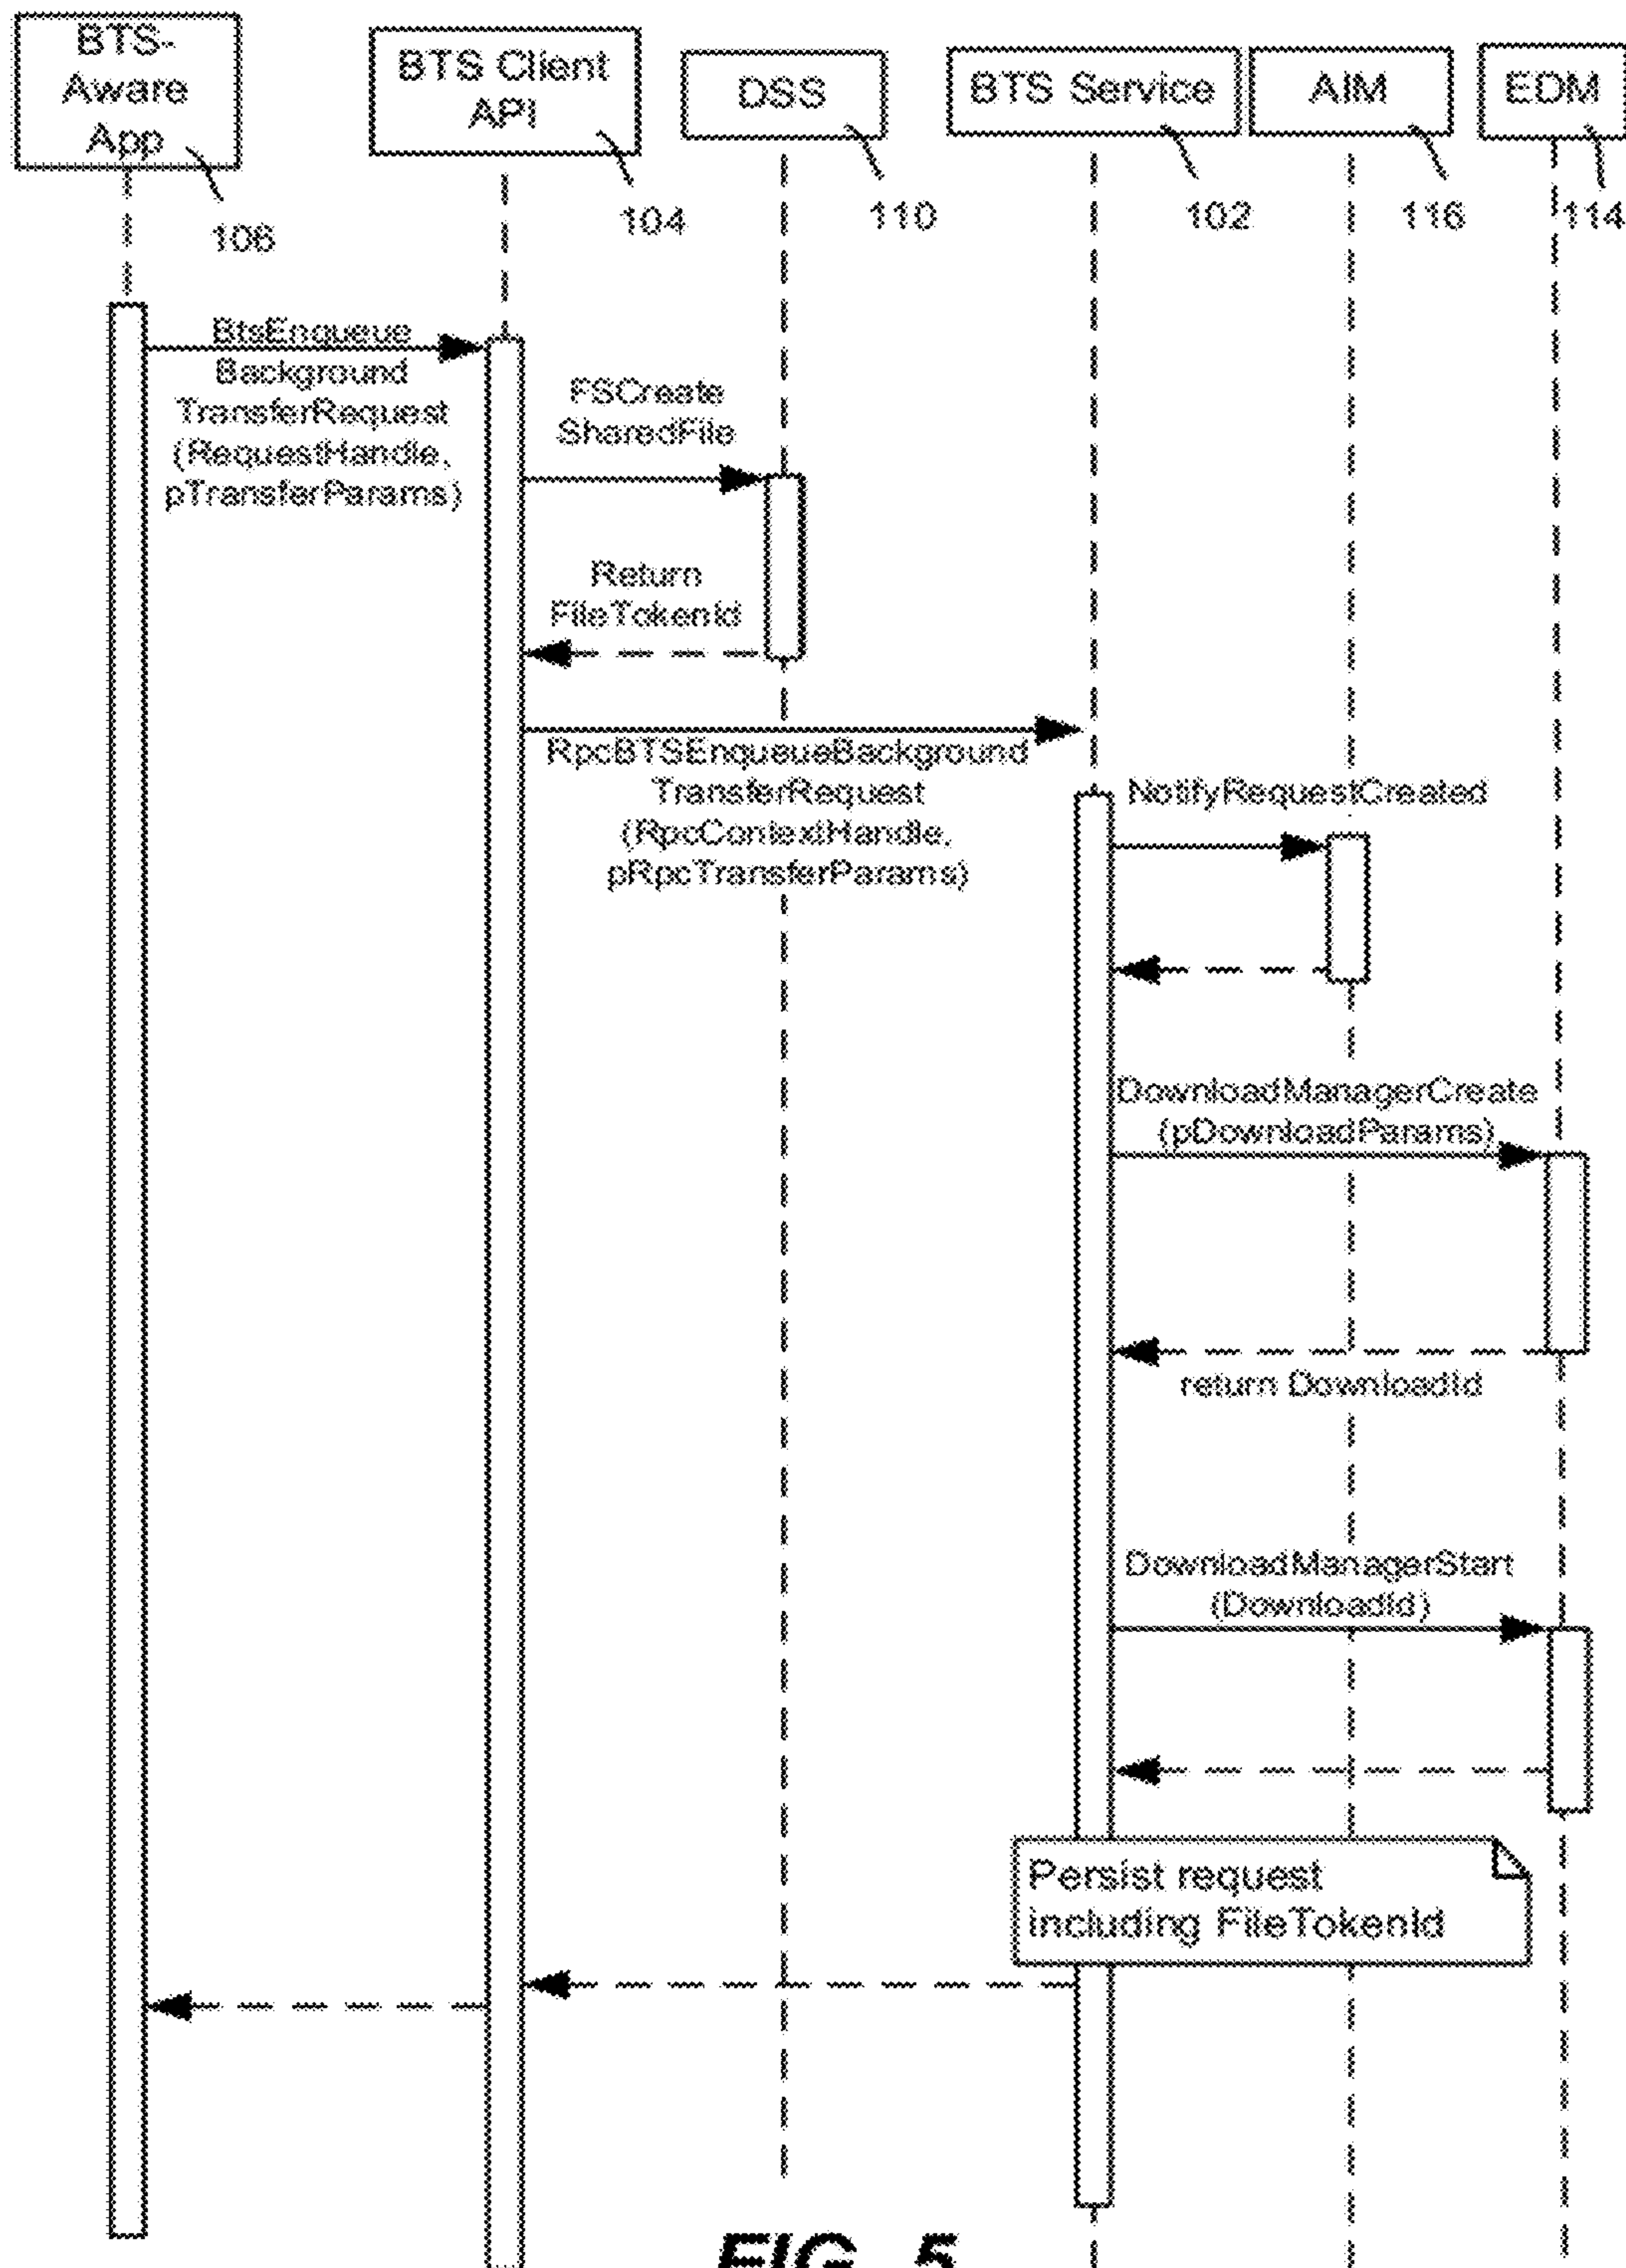 BTS-
Aware
App
BTS Client
API
DSS
BTS Service
AIM
EDM
106
104
110
102
116
114
BtsEnqueue
Background
TransferRequest
(RequestHandle,
pTransferParams)
FSCreate
SharedFile
Return
FileTokenId
RpcBTSEnqueueBackground
TransferRequest
(RpcContextHandle,
pRpcTransferParams)
NotifyRequestCreated
DownloadManagerCreate
(pDownloadParams)
return DownloadId
DownloadManagerStart
(DownloadId)
Persist request
including FileTokenId
FIG. 5